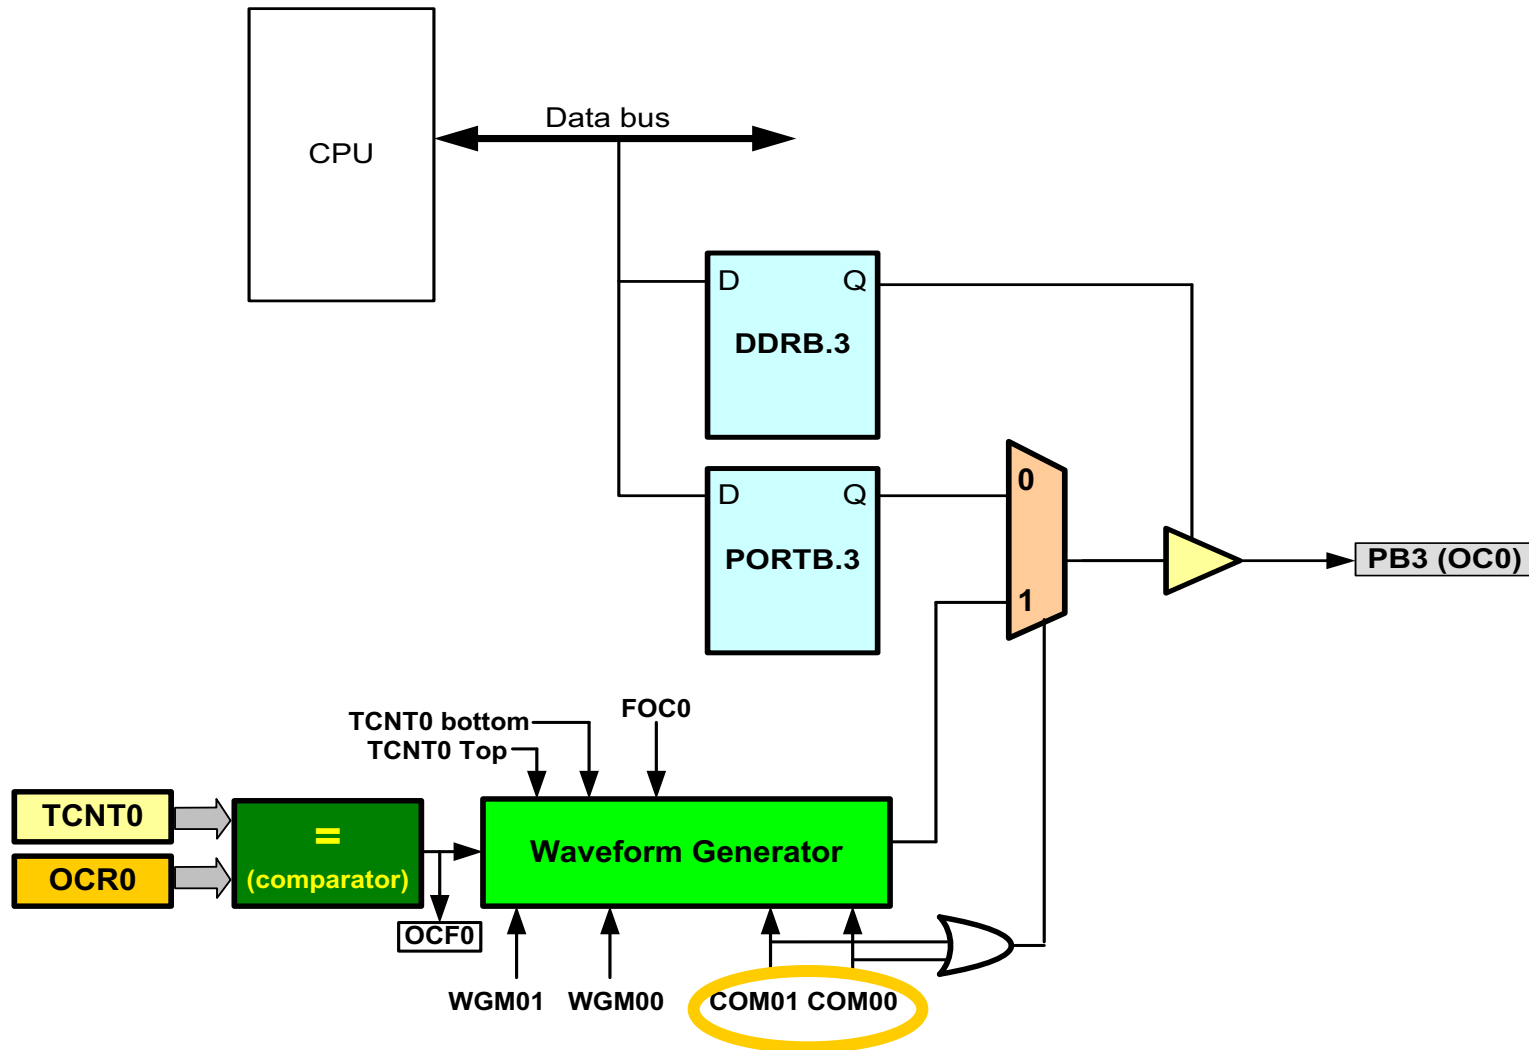 Data bus
CPU
D Q
DDRB.3
D Q
PORTB.3
0
1
PB3 (OC0)
FOC0
TCNT0 bottom
TCNT0 Top
TCNT0
OCR0
=
(comparator)
Waveform Generator
OCF0
WGM01 WGM00 COM01 COM00